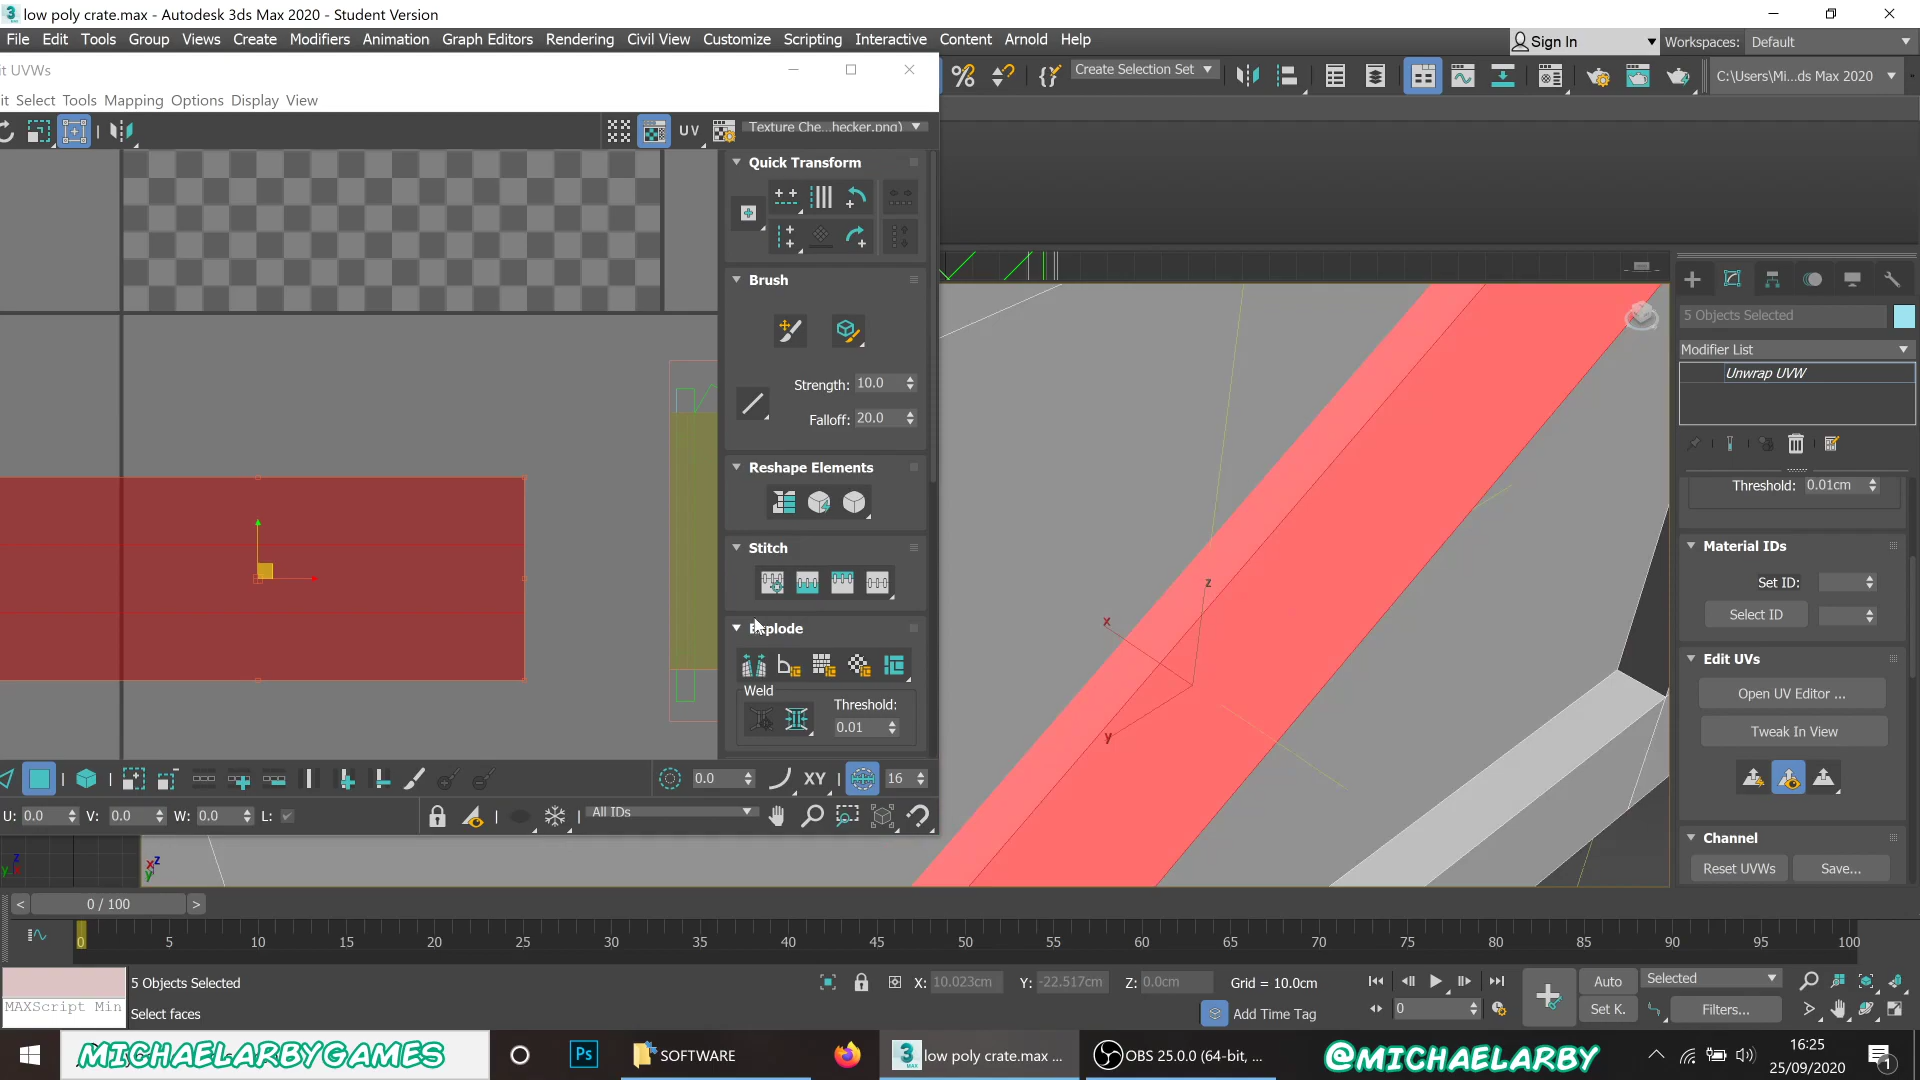 low poly crate.max - Autodesk 3ds Max 2020 - Student Version
File Edit Tools Group Views Create Modifiers Animation Graph Editors Rendering Civil View Customize Scripting Interactive Content Arnold Help
Sign In
Workspaces: Default
it UVWs
Create Selection Set
C:\Users\Mi...ds Max 2020
it Select Tools Mapping Options Display View
UV
Texture Che...hecker.png)
Quick Transform
Brush
Strength: 10.0
Falloff: 20.0
Reshape Elements
Stitch
Explode
Weld
Threshold:
0.01
5 Objects Selected
Modifier List
Unwrap UVW
Threshold: 0.01cm
Material IDs
Set ID:
Select ID
Edit UVs
Open UV Editor ...
Tweak In View
Channel
Reset UVWs
Save...
x
y
z
0.0
XY
16
U: 0.0 V: 0.0 W: 0.0 L:
All IDs
z
y x
x z
y
< 0 / 100 >
0 5 10 15 20 25 30 35 40 45 50 55 60 65 70 75 80 85 90 95 100
MAXScript Min
5 Objects Selected
Select faces
X: 10.023cm Y: -22.517cm Z: 0.0cm
Grid = 10.0cm
Add Time Tag
0
Auto
Selected
Set K.
Filters...
MICHAELARBYGAMES
Ps
SOFTWARE
3 MAX
low poly crate.max ...
OBS 25.0.0 (64-bit, ...
@MICHAELARBY
16:25
25/09/2020
1